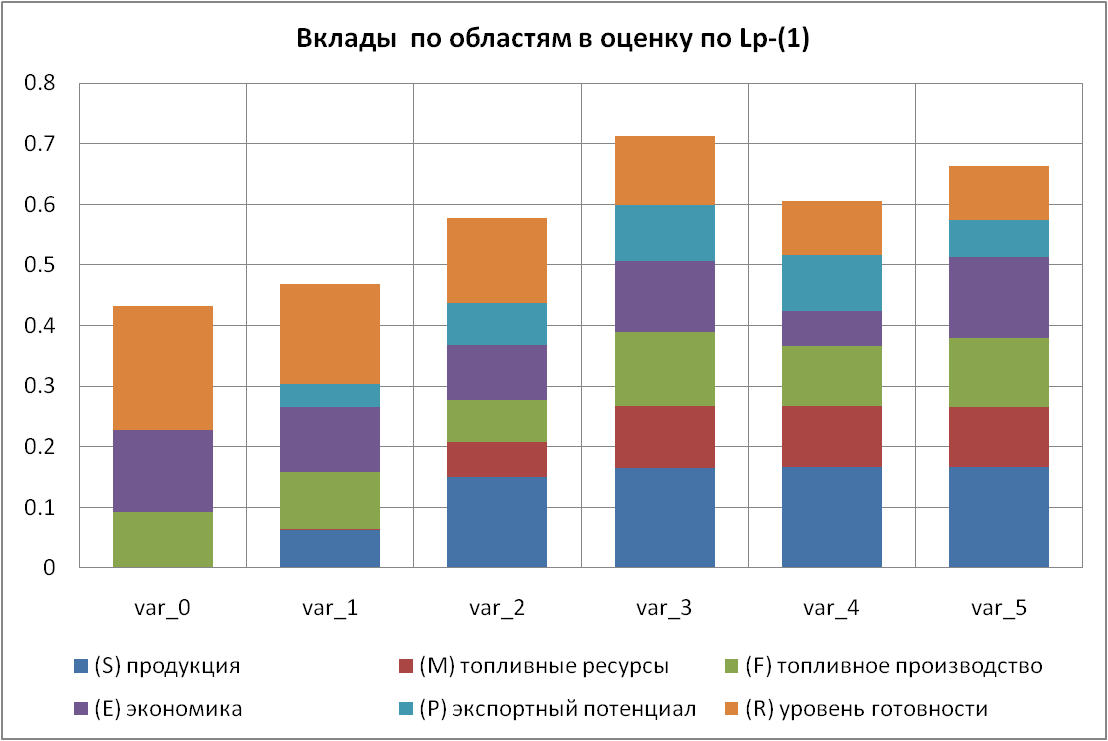 Вклады по областям в оценку по Lp-(1)
0.8
0.7
0.6
0.5
0.4
0.3
0.2
0.1
0
var_0 var_1 var_2 var_3 var_4 var_5
(S) продукция (M) топливные ресурсы (F) топливное производство
(E) экономика (P) экспортный потенциал (R) уровень готовности